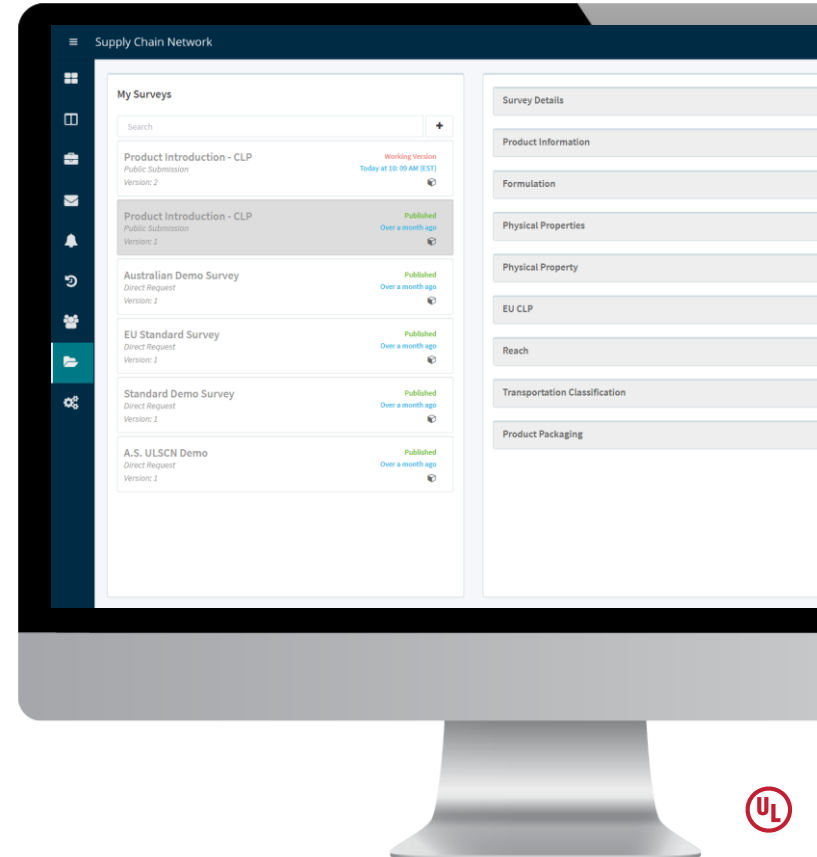 Supply Chain Network
My Surveys
Search
Product Introduction - CLP
Working Version
Public Submission
Today at 10: 09 AM (EST)
Version: 2
Product Introduction - CLP
Published
Public Submission
Over a month ago
Version: 1
Australian Demo Survey
Published
Direct Request
Over a month ago
Version: 1
EU Standard Survey
Published
Direct Request
Over a month ago
Version: 1
Standard Demo Survey
Published
Direct Request
Over a month ago
Version: 1
A.S. ULSCN Demo
Published
Direct Request
Over a month ago
Version: 1
Survey Details
Product Information
Formulation
Physical Properties
Physical Property
EU CLP
Reach
Transportation Classification
Product Packaging
UL